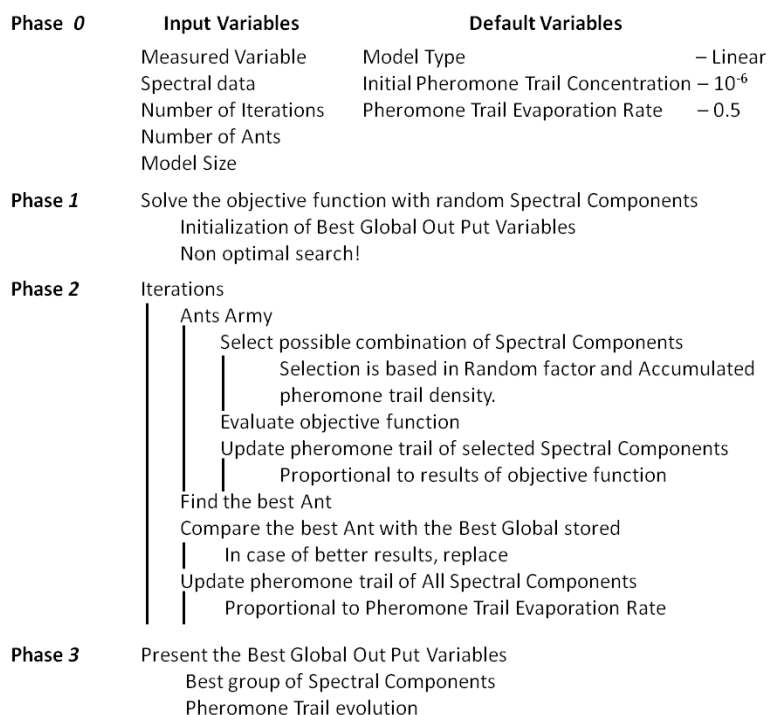 Phase 0 Input Variables Default Variables
Measured Variable Model Type – Linear
Spectral data Initial Pheromone Trail Concentration – 10⁻⁶
Number of Iterations Pheromone Trail Evaporation Rate – 0.5
Number of Ants
Model Size
Phase 1 Solve the objective function with random Spectral Components
Initialization of Best Global Out Put Variables
Non optimal search!
Phase 2 Iterations
Ants Army
Select possible combination of Spectral Components
Selection is based in Random factor and Accumulated
pheromone trail density.
Evaluate objective function
Update pheromone trail of selected Spectral Components
Proportional to results of objective function
Find the best Ant
Compare the best Ant with the Best Global stored
In case of better results, replace
Update pheromone trail of All Spectral Components
Proportional to Pheromone Trail Evaporation Rate
Phase 3 Present the Best Global Out Put Variables
Best group of Spectral Components
Pheromone Trail evolution